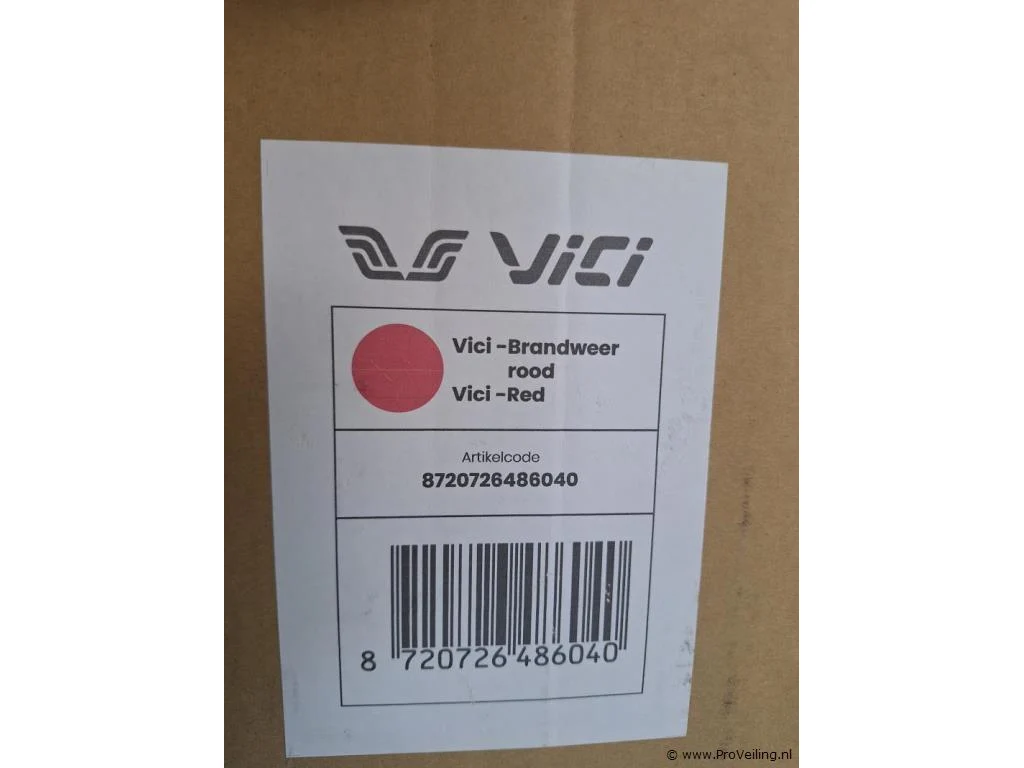 ViCi
Vici -Brandweer
rood
Vici -Red
Artikelcode
8720726486040
8 720726 486040
© www.ProVeiling.nl